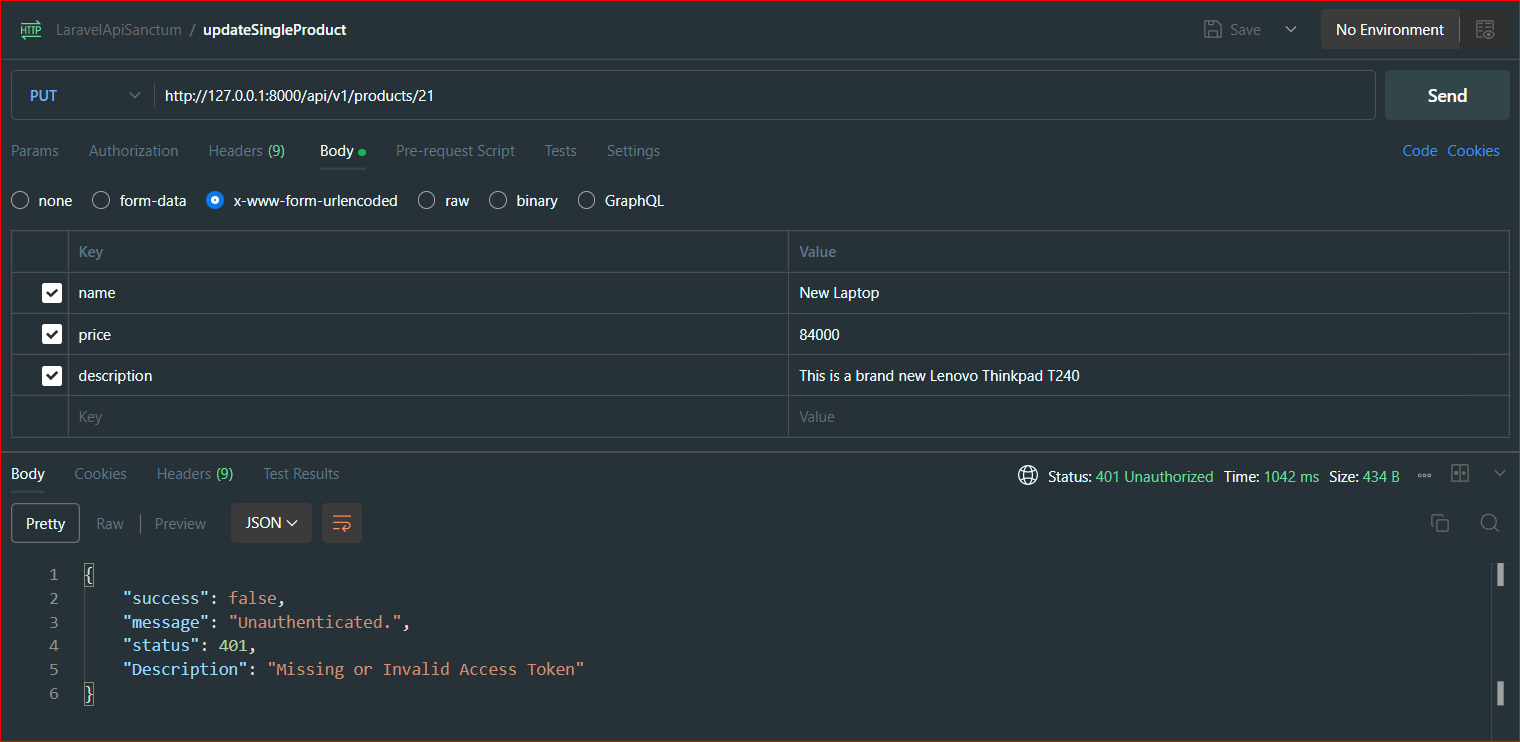 HTTP LaravelApiSanctum / updateSingleProduct Save No Environment
PUT http://127.0.0.1:8000/api/v1/products/21 Send
Params Authorization Headers (9) Body Pre-request Script Tests Settings Code Cookies
none form-data x-www-form-urlencoded raw binary GraphQL
Key Value
name New Laptop
price 84000
description This is a brand new Lenovo Thinkpad T240
Key Value
Body Cookies Headers (9) Test Results Status: 401 Unauthorized Time: 1042 ms Size: 434 B
Pretty Raw Preview JSON
1 {
2 "success": false,
3 "message": "Unauthenticated.",
4 "status": 401,
5 "Description": "Missing or Invalid Access Token"
6 }